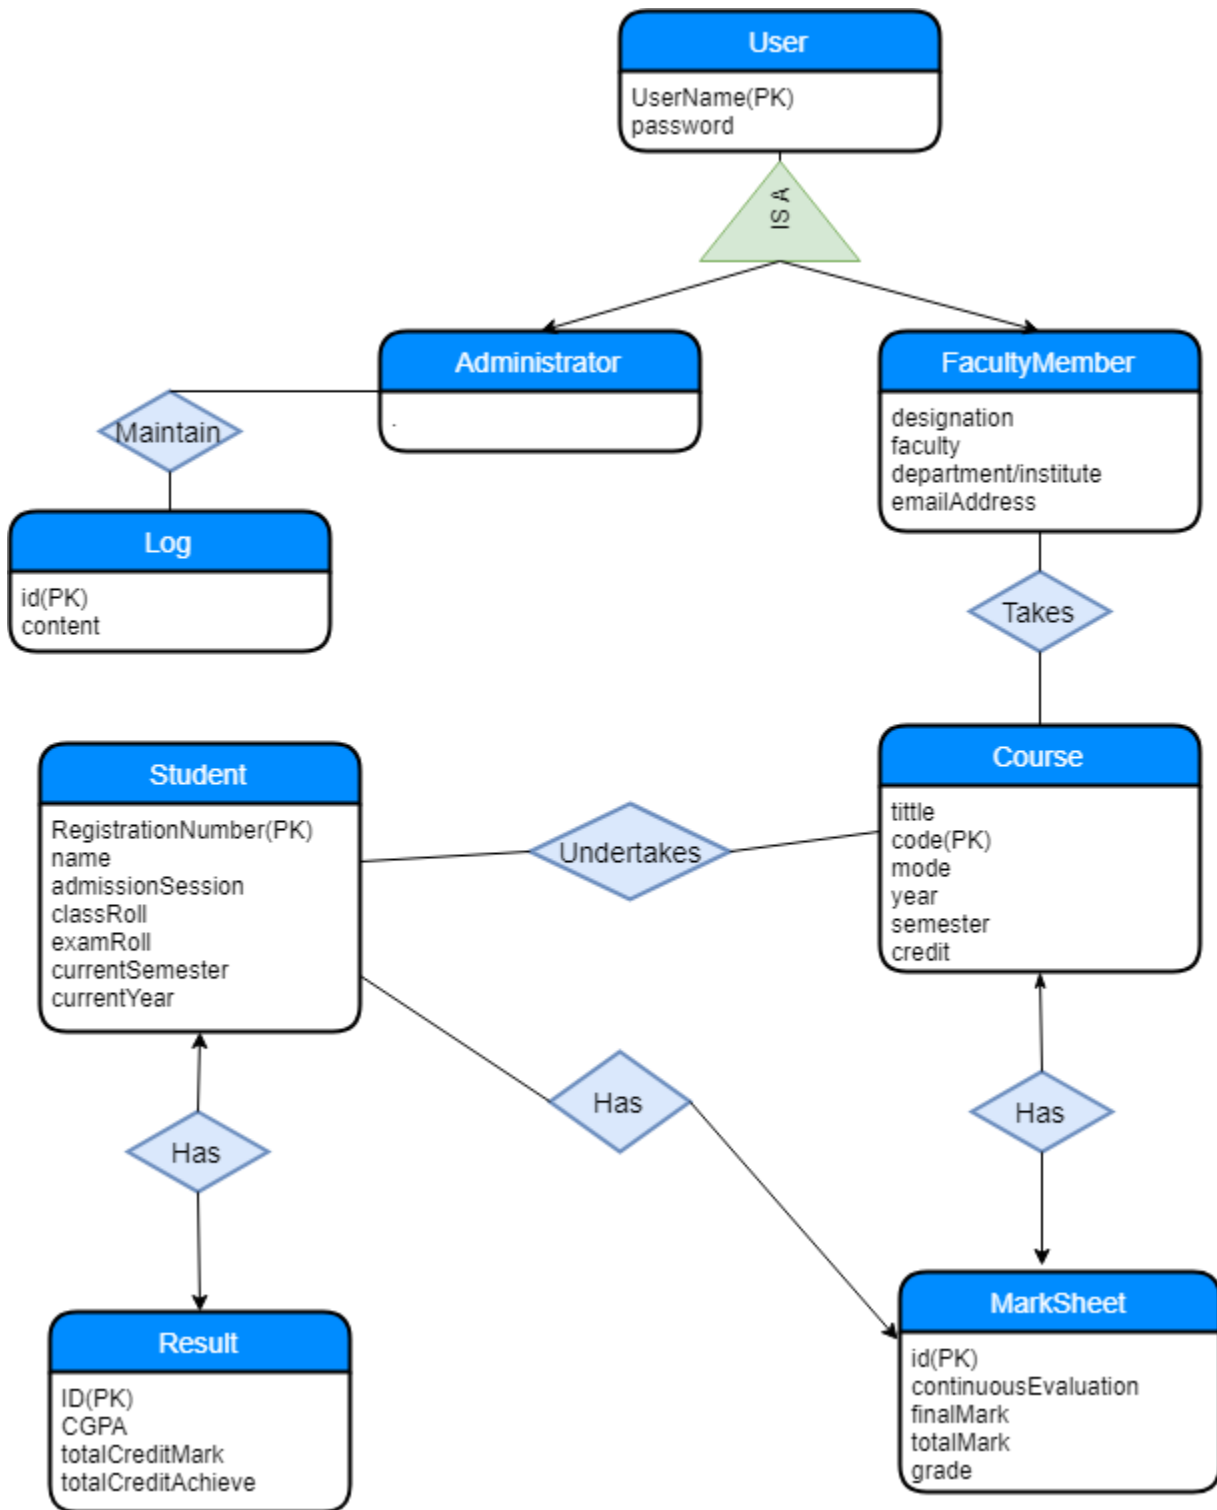 User
UserName(PK)
password
IS A
Administrator
.
FacultyMember
designation
faculty
department/institute
emailAddress
Maintain
Log
id(PK)
content
Takes
Student
RegistrationNumber(PK)
name
admissionSession
classRoll
examRoll
currentSemester
currentYear
Undertakes
Course
tittle
code(PK)
mode
year
semester
credit
Has
Has
Has
Result
ID(PK)
CGPA
totalCreditMark
totalCreditAchieve
MarkSheet
id(PK)
continuousEvaluation
finalMark
totalMark
grade